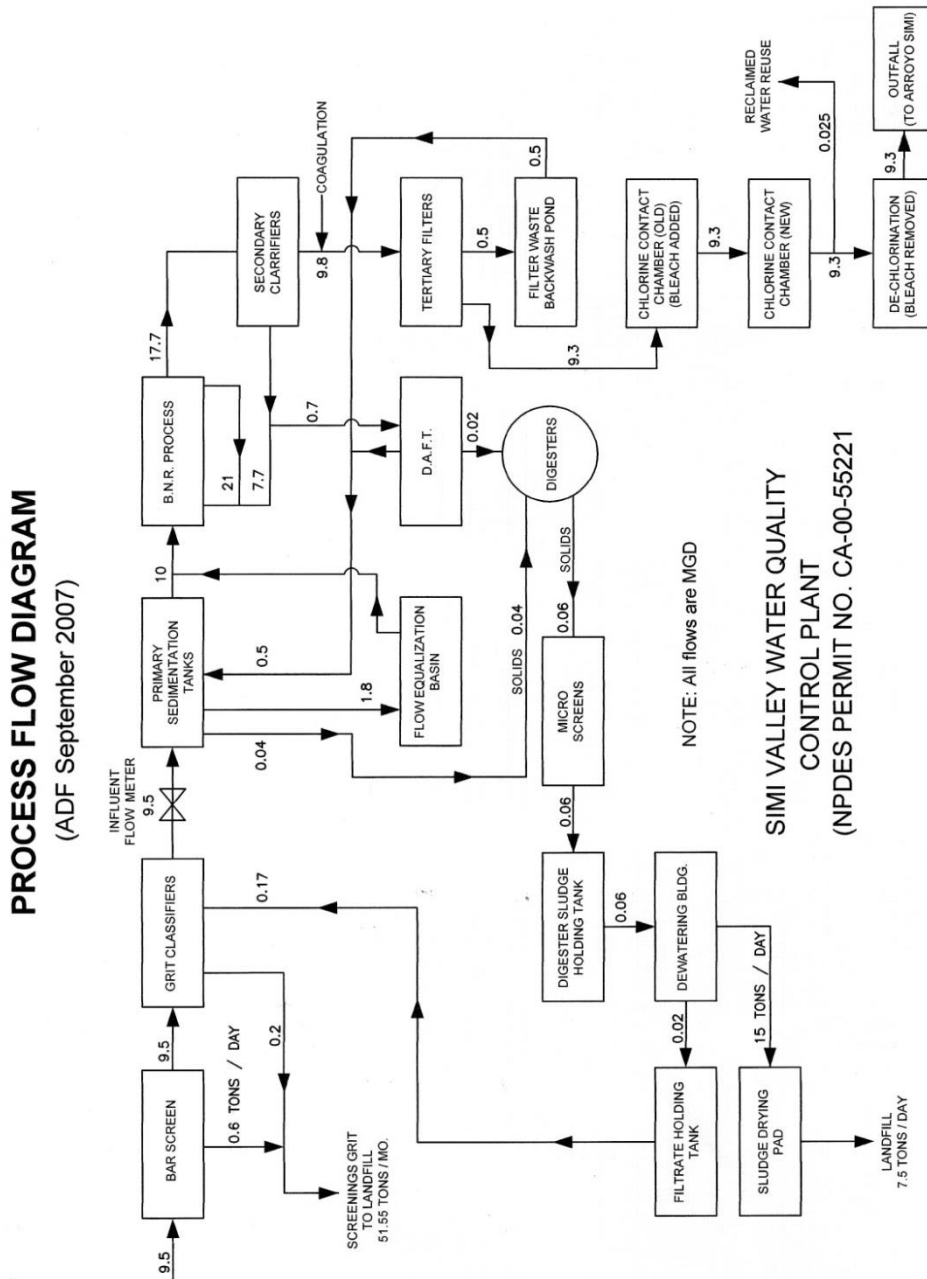 PROCESS FLOW DIAGRAM
(ADF September 2007)
9.5
BAR SCREEN
9.5
0.6 TONS / DAY
SCREENINGS GRIT
TO LANDFILL
51.55 TONS / MO.
GRIT CLASSIFIERS
0.2
0.17
INFLUENT
FLOW METER
9.5
PRIMARY
SEDIMENTATION
TANKS
0.04
1.8
0.5
10
FLOW EQUALIZATION
BASIN
B.N.R. PROCESS
21
7.7
17.7
SECONDARY
CLARRIFIERS
0.7
9.8
COAGULATION
D.A.F.T.
0.02
TERTIARY FILTERS
0.5
9.3
FILTER WASTE
BACKWASH POND
0.5
DIGESTERS
SOLIDS 0.04
SOLIDS
0.06
MICRO
SCREENS
0.06
DIGESTER SLUDGE
HOLDING TANK
0.06
DEWATERING BLDG.
0.02
15 TONS / DAY
FILTRATE HOLDING
TANK
SLUDGE DRYING
PAD
LANDFILL
7.5 TONS / DAY
CHLORINE CONTACT
CHAMBER (OLD)
(BLEACH ADDED)
9.3
CHLORINE CONTACT
CHAMBER (NEW)
9.3
0.025
RECLAIMED
WATER REUSE
DE-CHLORINATION
(BLEACH REMOVED)
9.3
OUTFALL
(TO ARROYO SIMI)
NOTE: All flows are MGD
SIMI VALLEY WATER QUALITY
CONTROL PLANT
(NPDES PERMIT NO. CA-00-55221